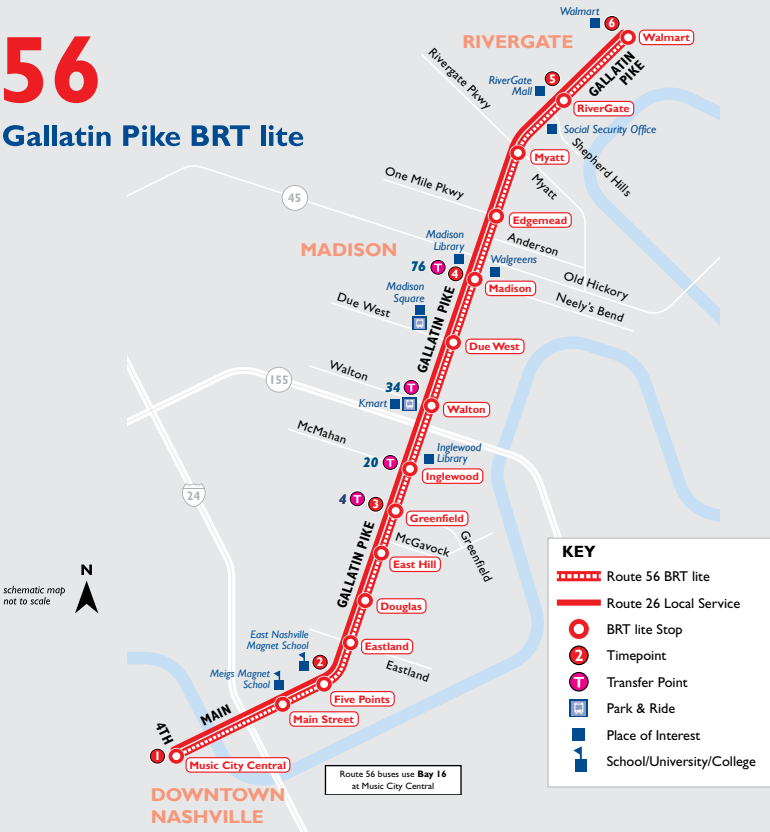 56
Gallatin Pike BRT lite
Walmart
6
Walmart
RIVERGATE
GALLATIN
PIKE
Rivergate Pkwy
RiverGate
Mall
5
RiverGate
Social Security Office
Shepherd Hills
Myatt
Myatt
One Mile Pkwy
45
Edgemead
Anderson
Madison
Library
MADISON
Walgreens
76 T
4
Old Hickory
Madison
Neely's Bend
Madison
Square
Due West
GALLATIN PIKE
Due West
Walton
155
34 T
Kmart
Walton
McMahan
Inglewood
Library
20 T
Inglewood
24
4 T
3
Greenfield
GALLATIN PIKE
McGavock
Greenfield
East Hill
N
schematic map
not to scale
Douglas
East Nashville
Magnet School
2
Eastland
Eastland
Meigs Magnet
School
Five Points
MAIN
Main Street
4TH
1
Music City Central
DOWNTOWN
NASHVILLE
Route 56 buses use Bay 16
at Music City Central
KEY
Route 56 BRT lite
Route 26 Local Service
BRT lite Stop
2 Timepoint
T Transfer Point
Park & Ride
Place of Interest
School/University/College